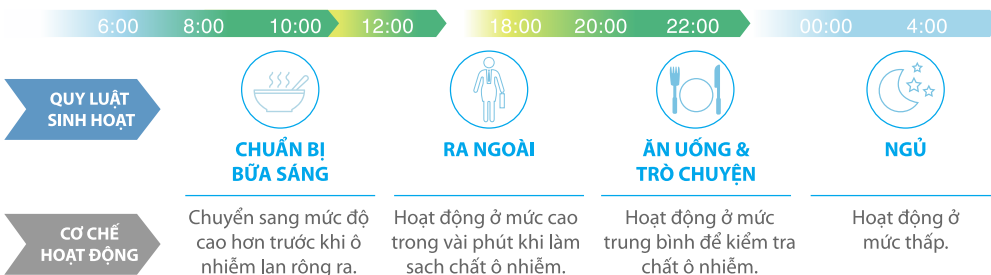 6:00 8:00 10:00 12:00 18:00 20:00 22:00 00:00 4:00
QUY LUẬT
SINH HOẠT
CHUẨN BỊ
BỮA SÁNG
RA NGOÀI
ĂN UỐNG &
TRÒ CHUYỆN
NGỦ
CƠ CHẾ
HOẠT ĐỘNG
Chuyển sang mức độ
cao hơn trước khi ô
nhiễm lan rông ra.
Hoạt động ở mức cao
trong vài phút khi làm
sạch chất ô nhiễm.
Hoạt động ở mức
trung bình để kiểm tra
chất ô nhiễm.
Hoạt động ở
mức thấp.